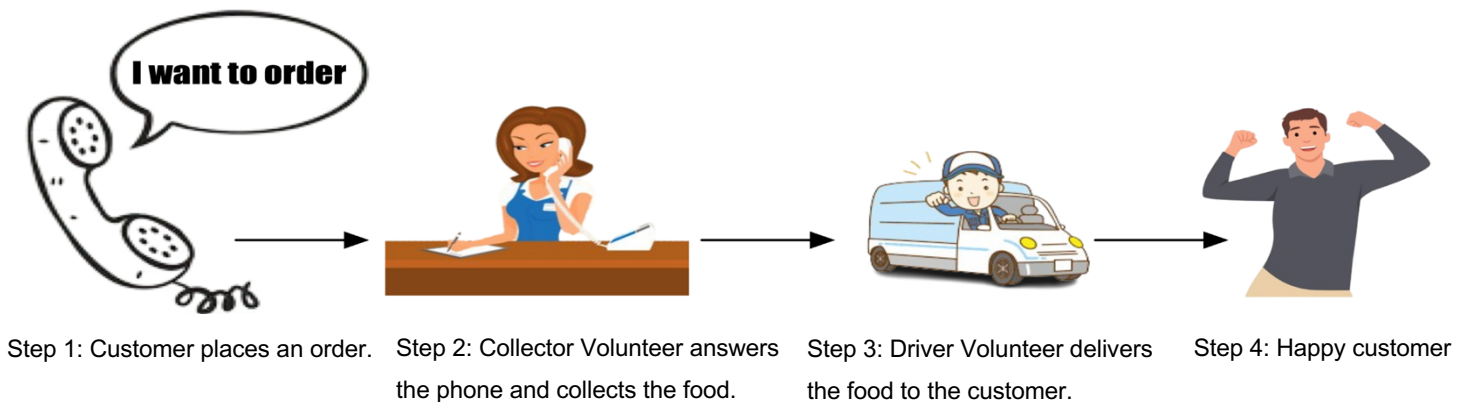 I want to order
Step 1: Customer places an order.
Step 2: Collector Volunteer answers
the phone and collects the food.
Step 3: Driver Volunteer delivers
the food to the customer.
Step 4: Happy customer